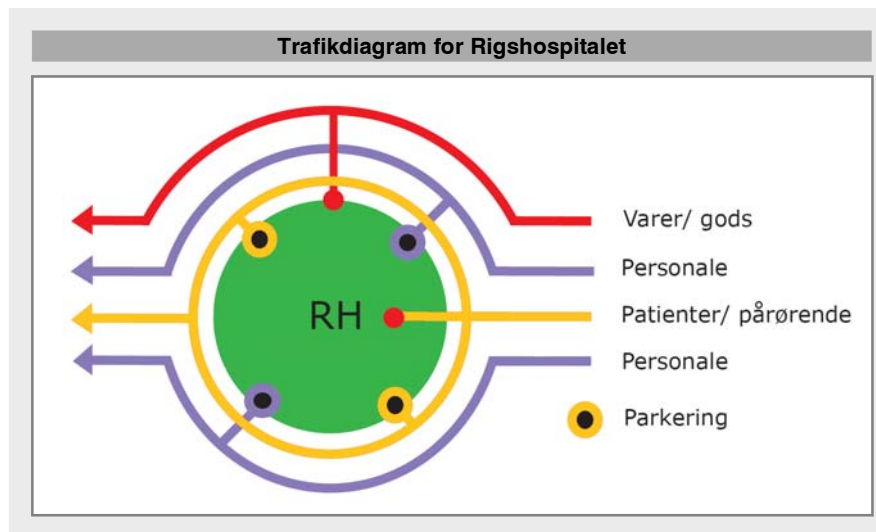 Trafikdiagram for Rigshospitalet
Varer/ gods
Personale
RH
Patienter/ pårørende
Personale
Parkering